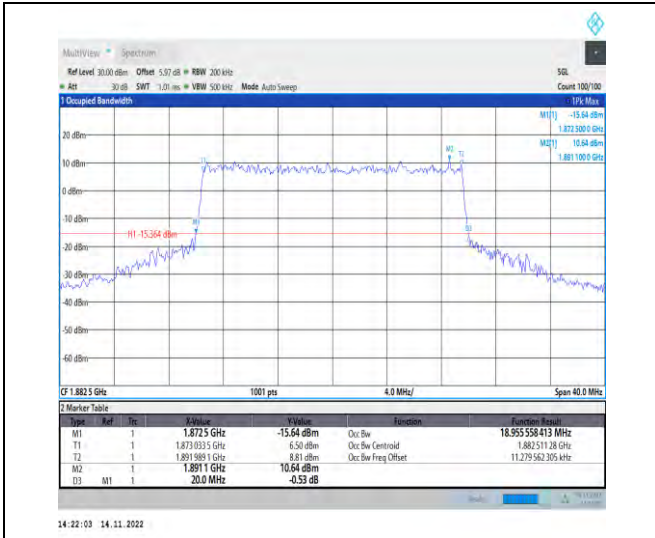 MultiView Spectrum
Ref Level 30.00 dBm Offset 5.97 dB RBW 200 kHz SGL
Att 30 dB SWT 1.01 ms VBW 500 kHz Mode Auto Sweep Count 100/100
1 Occupied Bandwidth 1Pk Max
M1[1] -15.64 dBm
1.872 500 0 GHz
M2[1] 10.64 dBm
1.891 100 0 GHz
20 dBm
M2
T1
T2
10 dBm
0 dBm
-10 dBm
M1
D3
H1 -15.364 dBm
-20 dBm
-30 dBm
-40 dBm
-50 dBm
-60 dBm
CF 1.882 5 GHz 1001 pts 4.0 MHz/ Span 40.0 MHz
2 Marker Table
Type Ref Trc X-Value Y-Value Function Function Result
M1 1 1.872 5 GHz -15.64 dBm Occ Bw 18.955 558 413 MHz
T1 1 1.873 033 5 GHz 6.50 dBm Occ Bw Centroid 1.882 511 28 GHz
T2 1 1.891 989 1 GHz 8.81 dBm Occ Bw Freq Offset 11.279 562 305 kHz
M2 1 1.891 1 GHz 10.64 dBm
D3 M1 1 20.0 MHz -0.53 dB
14:22:03 14.11.2022